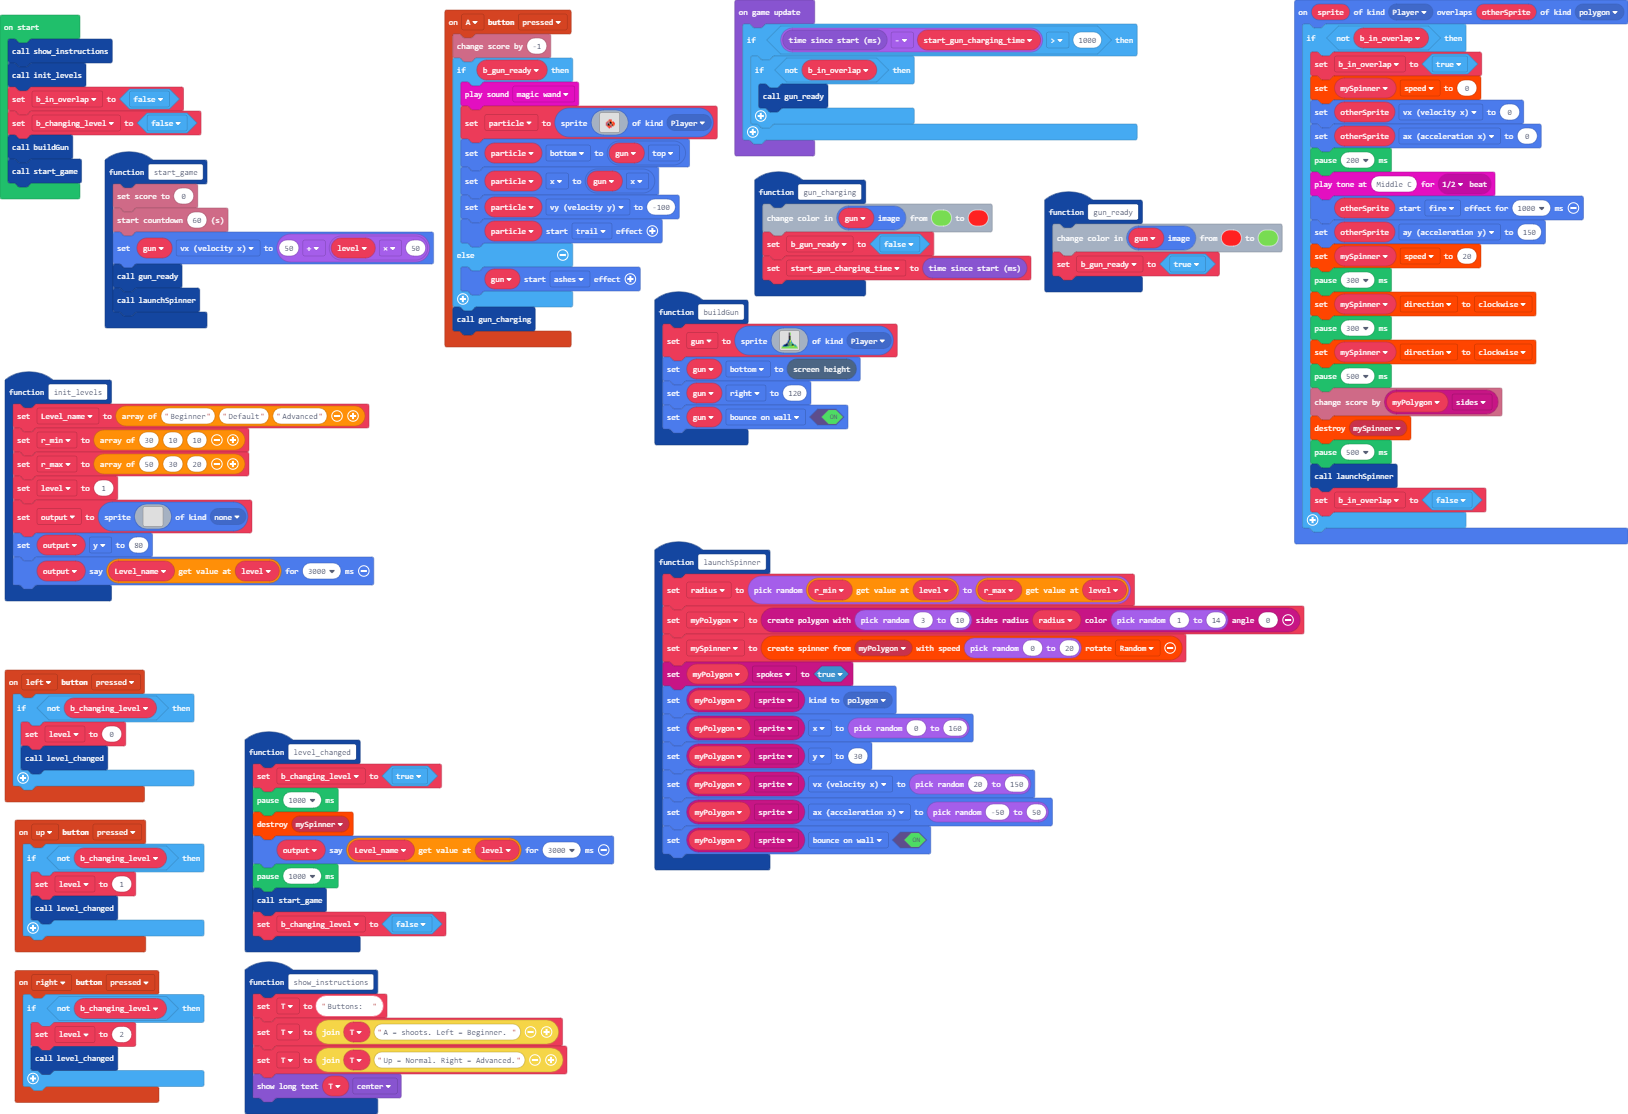 on start
call show_instructions
call init_levels
set b_in_overlap to false
set b_changing_level to false
call buildGun
call start_game
function start_game
set score to 0
start countdown 60 (s)
set gun vx (velocity x) to 50 + level × 50
call gun_ready
call launchSpinner
function init_levels
set Level_name to array of "Beginner" "Default" "Advanced"
set r_min to array of 30 10 10
set r_max to array of 50 30 20
set level to 1
set output to sprite of kind none
set output y to 80
output say Level_name get value at level for 3000 ms
on left button pressed
if not b_changing_level then
set level to 0
call level_changed
on up button pressed
if not b_changing_level then
set level to 1
call level_changed
on right button pressed
if not b_changing_level then
set level to 2
call level_changed
function level_changed
set b_changing_level to true
pause 1000 ms
destroy mySpinner
output say Level_name get value at level for 3000 ms
pause 1000 ms
call start_game
set b_changing_level to false
function show_instructions
set T to "Buttons: "
set T to join T "A = shoots. Left = Beginner. "
set T to join T "Up = Normal. Right = Advanced."
show long text T center
on A button pressed
change score by -1
if b_gun_ready then
play sound magic wand
set particle to sprite of kind Player
set particle bottom to gun top
set particle x to gun x
set particle vy (velocity y) to -100
particle start trail effect
else
gun start ashes effect
call gun_charging
on game update
if time since start (ms) - start_gun_charging_time > 1000 then
if not b_in_overlap then
call gun_ready
function gun_charging
change color in gun image from to
set b_gun_ready to false
set start_gun_charging_time to time since start (ms)
function gun_ready
change color in gun image from to
set b_gun_ready to true
function buildGun
set gun to sprite of kind Player
set gun bottom to screen height
set gun right to 120
set gun bounce on wall ON
function launchSpinner
set radius to pick random r_min get value at level to r_max get value at level
set myPolygon to create polygon with pick random 3 to 10 sides radius radius color pick random 1 to 14 angle 0
set mySpinner to create spinner from myPolygon with speed pick random 0 to 20 rotate Random
set myPolygon spokes to true
set myPolygon sprite kind to polygon
set myPolygon sprite x to pick random 0 to 160
set myPolygon sprite y to 30
set myPolygon sprite vx (velocity x) to pick random 20 to 150
set myPolygon sprite ax (acceleration x) to pick random -50 to 50
set myPolygon sprite bounce on wall ON
on sprite of kind Player overlaps otherSprite of kind polygon
if not b_in_overlap then
set b_in_overlap to true
set mySpinner speed to 0
set otherSprite vx (velocity x) to 0
set otherSprite ax (acceleration x) to 0
pause 200 ms
play tone at Middle C for 1/2 beat
otherSprite start fire effect for 1000 ms
set otherSprite ay (acceleration y) to 150
set mySpinner speed to 20
pause 300 ms
set mySpinner direction to clockwise
pause 300 ms
set mySpinner direction to clockwise
pause 500 ms
change score by myPolygon sides
destroy mySpinner
pause 500 ms
call launchSpinner
set b_in_overlap to false